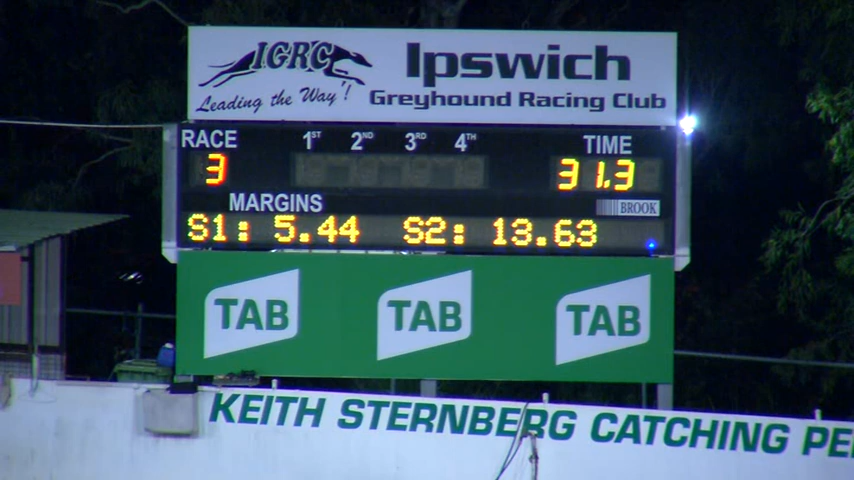 IGRC
Leading the Way!
Ipswich
Greyhound Racing Club
RACE 1ST 2ND 3RD 4TH TIME
3 31.3
MARGINS
BROOK
S1: 5.44 S2: 13.63
TAB TAB TAB
KEITH STERNBERG CATCHING PE